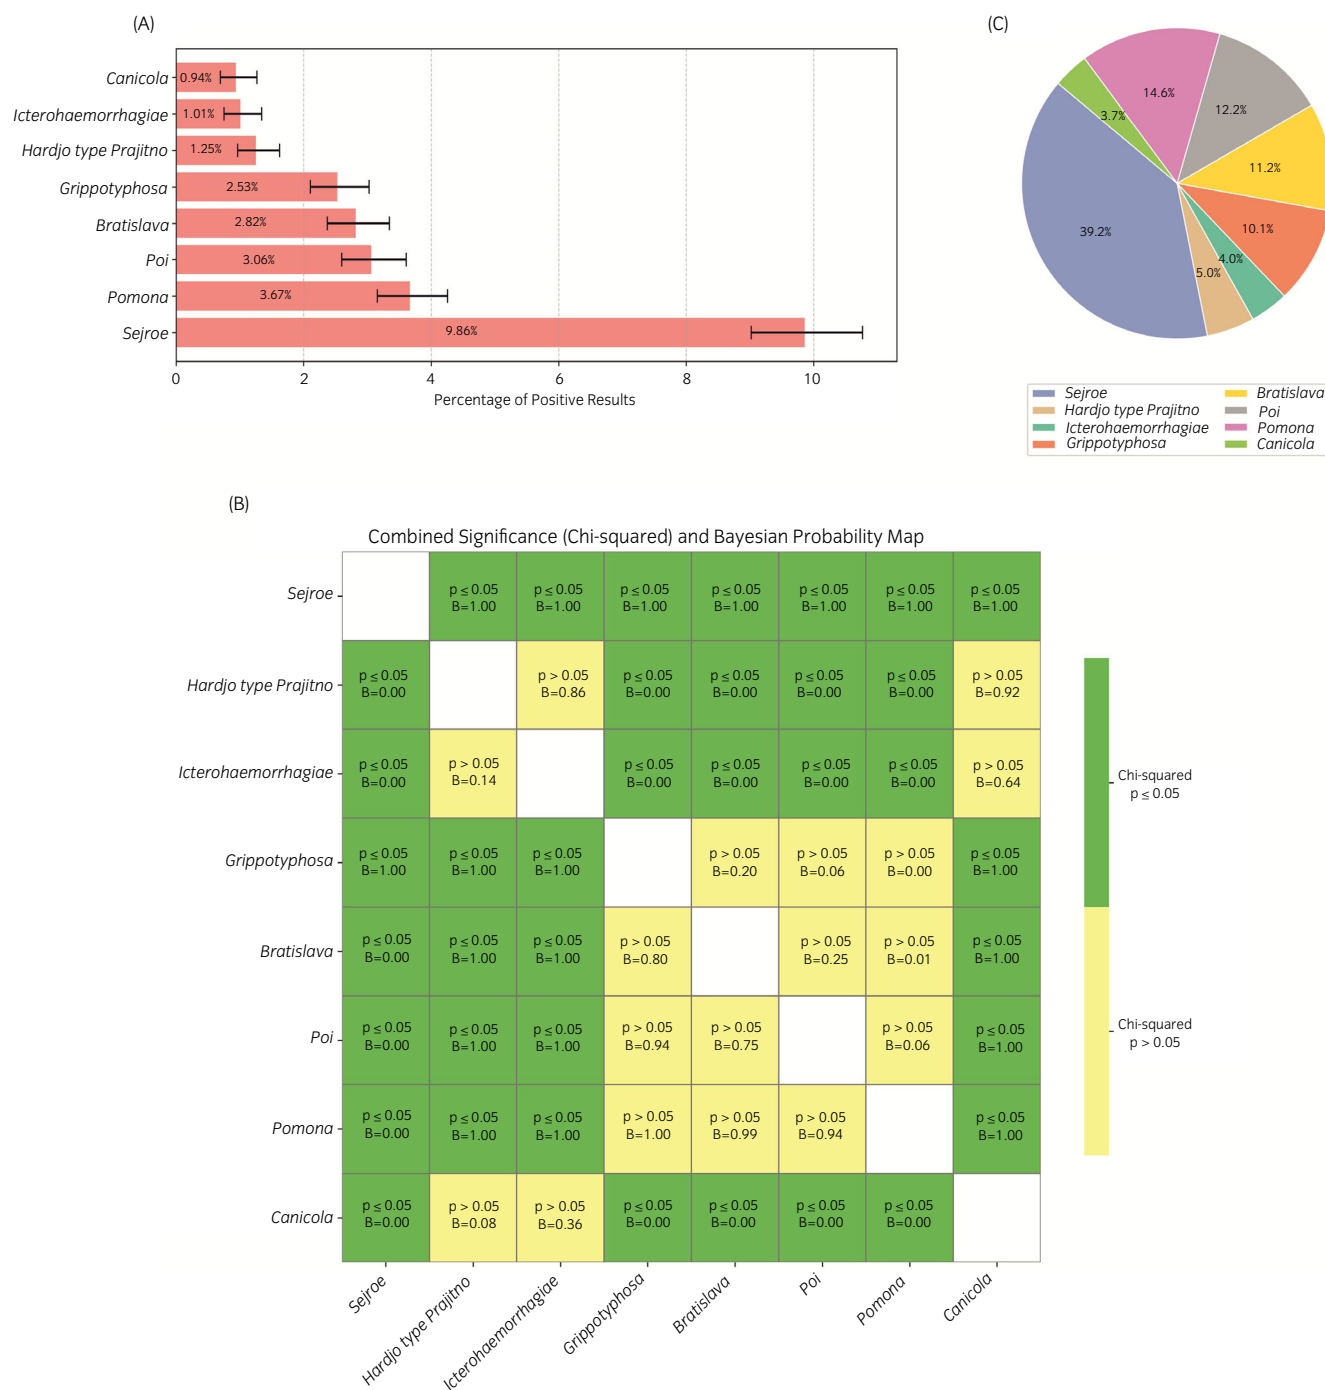 (A)
Canicola
0.94%
Icterohaemorrhagiae
1.01%
Hardjo type Prajitno
1.25%
Grippotyphosa
2.53%
Bratislava
2.82%
Poi
3.06%
Pomona
3.67%
Sejroe
9.86%
0 2 4 6 8 10
Percentage of Positive Results
(C)
14.6%
12.2%
3.7%
11.2%
39.2%
10.1%
4.0%
5.0%
Sejroe
Hardjo type Prajitno
Icterohaemorrhagiae
Grippotyphosa
Bratislava
Poi
Pomona
Canicola
(B)
Combined Significance (Chi-squared) and Bayesian Probability Map
Sejroe
p ≤ 0.05 p ≤ 0.05 p ≤ 0.05 p ≤ 0.05 p ≤ 0.05 p ≤ 0.05 p ≤ 0.05
B=1.00 B=1.00 B=1.00 B=1.00 B=1.00 B=1.00 B=1.00
Hardjo type Prajitno
p ≤ 0.05 p > 0.05 p ≤ 0.05 p ≤ 0.05 p ≤ 0.05 p ≤ 0.05 p > 0.05
B=0.00 B=0.86 B=0.00 B=0.00 B=0.00 B=0.00 B=0.92
Icterohaemorrhagiae
p ≤ 0.05 p > 0.05 p ≤ 0.05 p ≤ 0.05 p ≤ 0.05 p ≤ 0.05 p > 0.05
B=0.00 B=0.14 B=0.00 B=0.00 B=0.00 B=0.00 B=0.64
Grippotyphosa
p ≤ 0.05 p ≤ 0.05 p ≤ 0.05 p > 0.05 p > 0.05 p > 0.05 p ≤ 0.05
B=1.00 B=1.00 B=1.00 B=0.20 B=0.06 B=0.00 B=1.00
Bratislava
p ≤ 0.05 p ≤ 0.05 p ≤ 0.05 p > 0.05 p > 0.05 p > 0.05 p ≤ 0.05
B=0.00 B=1.00 B=1.00 B=0.80 B=0.25 B=0.01 B=1.00
Poi
p ≤ 0.05 p ≤ 0.05 p ≤ 0.05 p > 0.05 p > 0.05 p > 0.05 p ≤ 0.05
B=0.00 B=1.00 B=1.00 B=0.94 B=0.75 B=0.06 B=1.00
Pomona
p ≤ 0.05 p ≤ 0.05 p ≤ 0.05 p > 0.05 p > 0.05 p > 0.05 p ≤ 0.05
B=0.00 B=1.00 B=1.00 B=1.00 B=0.99 B=0.94 B=1.00
Canicola
p ≤ 0.05 p > 0.05 p > 0.05 p ≤ 0.05 p ≤ 0.05 p ≤ 0.05 p ≤ 0.05
B=0.00 B=0.08 B=0.36 B=0.00 B=0.00 B=0.00 B=0.00
Sejroe
Hardjo type Prajitno
Icterohaemorrhagiae
Grippotyphosa
Bratislava
Poi
Pomona
Canicola
Chi-squared
p ≤ 0.05
Chi-squared
p > 0.05